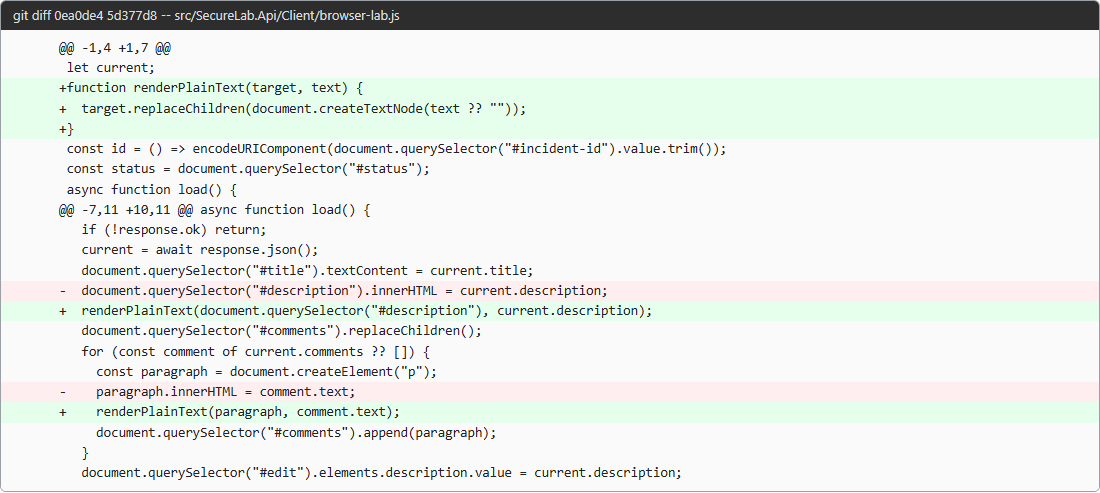 git diff 0ea0de4 5d377d8 -- src/SecureLab.Api/Client/browser-lab.js
@@ -1,4 +1,7 @@
 let current;
+function renderPlainText(target, text) {
+  target.replaceChildren(document.createTextNode(text ?? ""));
+}
 const id = () => encodeURIComponent(document.querySelector("#incident-id").value.trim());
 const status = document.querySelector("#status");
 async function load() {
@@ -7,11 +10,11 @@ async function load() {
   if (!response.ok) return;
   current = await response.json();
   document.querySelector("#title").textContent = current.title;
-  document.querySelector("#description").innerHTML = current.description;
+  renderPlainText(document.querySelector("#description"), current.description);
   document.querySelector("#comments").replaceChildren();
   for (const comment of current.comments ?? []) {
     const paragraph = document.createElement("p");
-    paragraph.innerHTML = comment.text;
+    renderPlainText(paragraph, comment.text);
     document.querySelector("#comments").append(paragraph);
   }
   document.querySelector("#edit").elements.description.value = current.description;